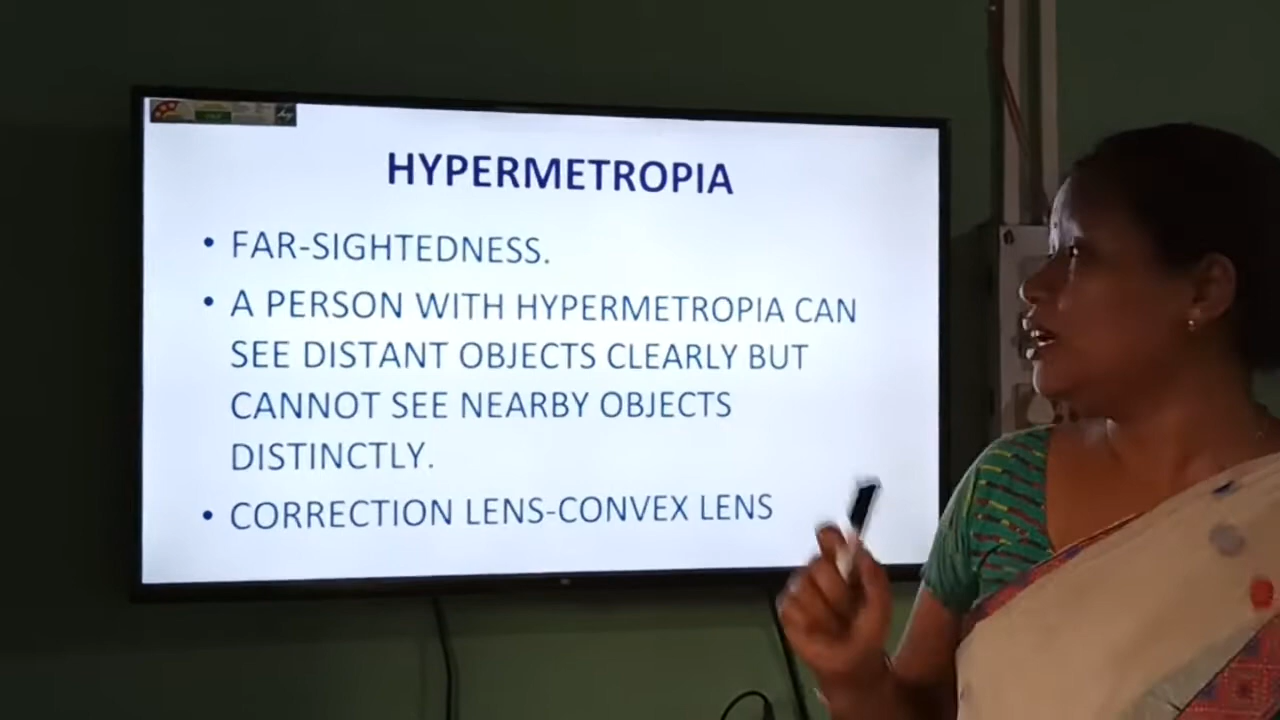 HYPERMETROPIA
• FAR-SIGHTEDNESS.
• A PERSON WITH HYPERMETROPIA CAN
SEE DISTANT OBJECTS CLEARLY BUT
CANNOT SEE NEARBY OBJECTS
DISTINCTLY.
• CORRECTION LENS-CONVEX LENS